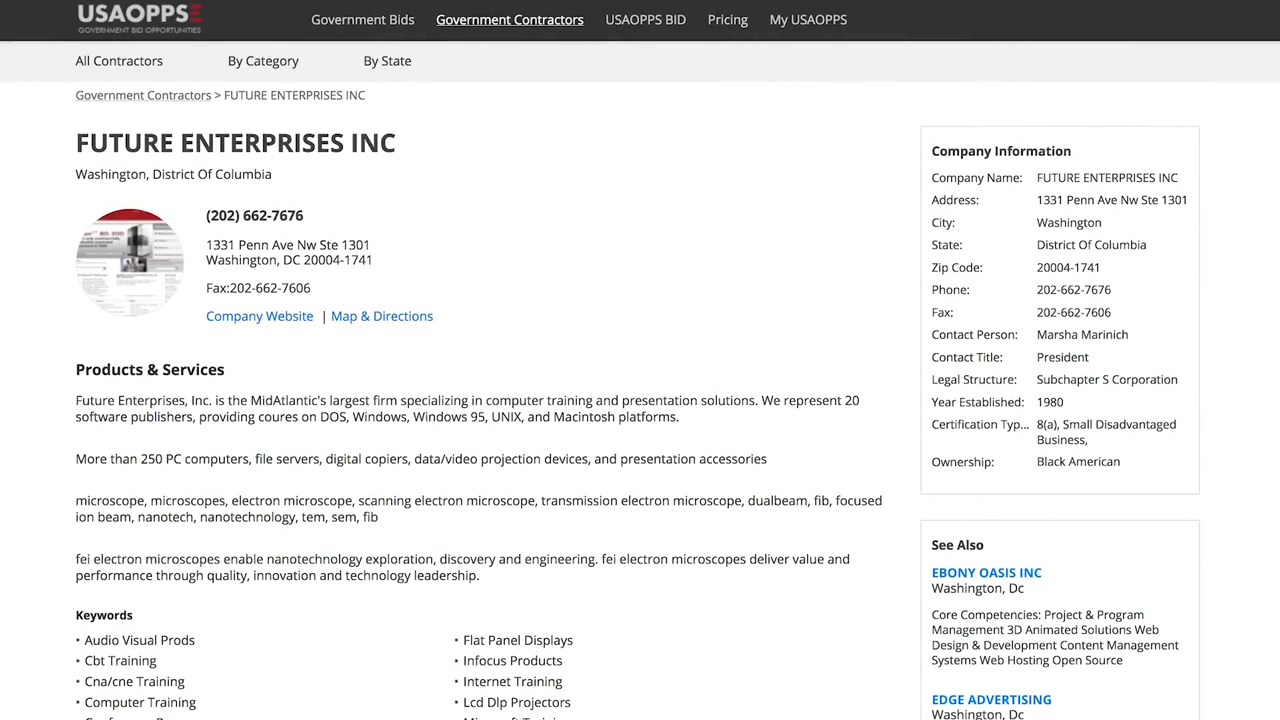 USAOPPS
GOVERNMENT BID OPPORTUNITIES
Government Bids
Government Contractors
USAOPPS BID
Pricing
My USAOPPS
All Contractors
By Category
By State
Government Contractors > FUTURE ENTERPRISES INC
FUTURE ENTERPRISES INC
Washington, District Of Columbia
(202) 662-7676
1331 Penn Ave Nw Ste 1301
Washington, DC 20004-1741
Fax:202-662-7606
Company Website | Map & Directions
Products & Services
Future Enterprises, Inc. is the MidAtlantic's largest firm specializing in computer training and presentation solutions. We represent 20
software publishers, providing coures on DOS, Windows, Windows 95, UNIX, and Macintosh platforms.
More than 250 PC computers, file servers, digital copiers, data/video projection devices, and presentation accessories
microscope, microscopes, electron microscope, scanning electron microscope, transmission electron microscope, dualbeam, fib, focused
ion beam, nanotech, nanotechnology, tem, sem, fib
fei electron microscopes enable nanotechnology exploration, discovery and engineering. fei electron microscopes deliver value and
performance through quality, innovation and technology leadership.
Keywords
• Audio Visual Prods
• Cbt Training
• Cna/cne Training
• Computer Training
• Flat Panel Displays
• Infocus Products
• Internet Training
• Lcd Dlp Projectors
Company Information
Company Name: FUTURE ENTERPRISES INC
Address: 1331 Penn Ave Nw Ste 1301
City: Washington
State: District Of Columbia
Zip Code: 20004-1741
Phone: 202-662-7676
Fax: 202-662-7606
Contact Person: Marsha Marinich
Contact Title: President
Legal Structure: Subchapter S Corporation
Year Established: 1980
Certification Typ... 8(a), Small Disadvantaged
Business,
Ownership: Black American
See Also
EBONY OASIS INC
Washington, Dc
Core Competencies: Project & Program
Management 3D Animated Solutions Web
Design & Development Content Management
Systems Web Hosting Open Source
EDGE ADVERTISING
Washington, Dc